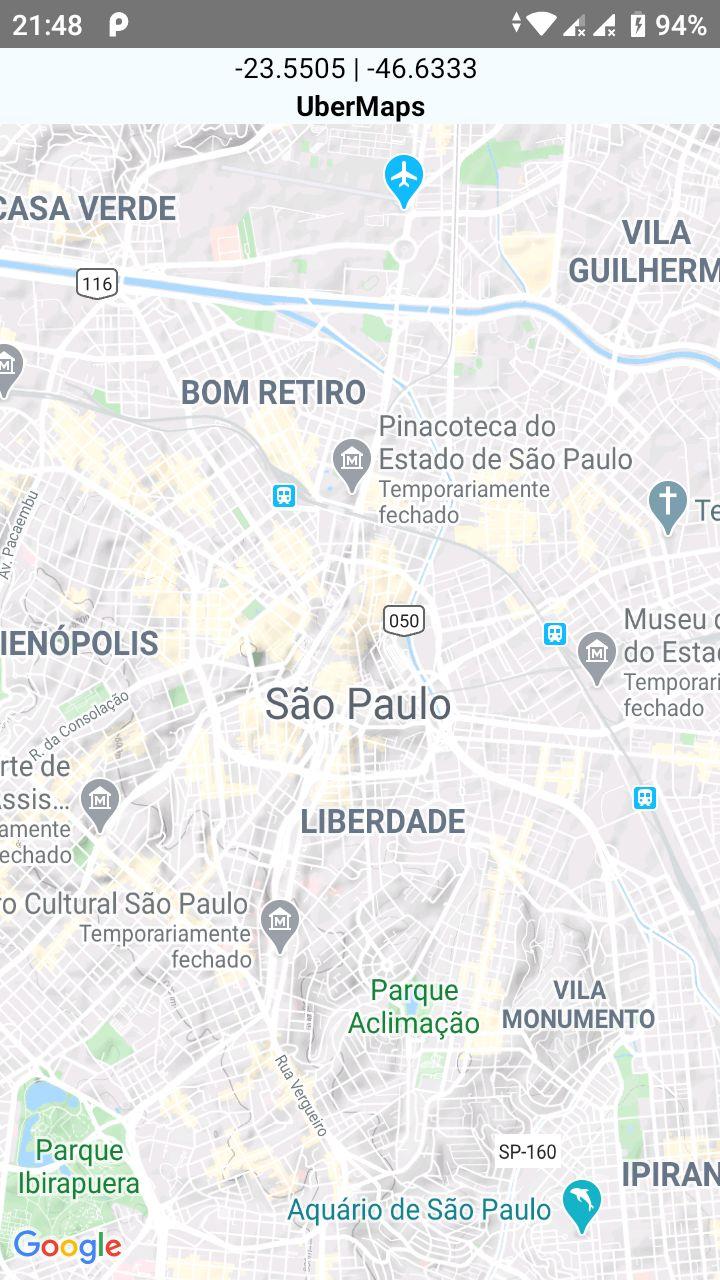 21:48
94%
-23.5505 | -46.6333
UberMaps
CASA VERDE
VILA
GUILHERM
116
BOM RETIRO
Pinacoteca do
Estado de São Paulo
Temporariamente
fechado
Te
Av. Pacaembu
050
IENÓPOLIS
Museu d
do Estad
Temporari
fechado
São Paulo
R. da Consolação
rte de
Assis...
amente
echado
LIBERDADE
ro Cultural São Paulo
Temporariamente
fechado
Parque
Aclimação
VILA
MONUMENTO
Rua Vergueiro
Parque
Ibirapuera
SP-160
IPIRAN
Aquário de São Paulo
Google